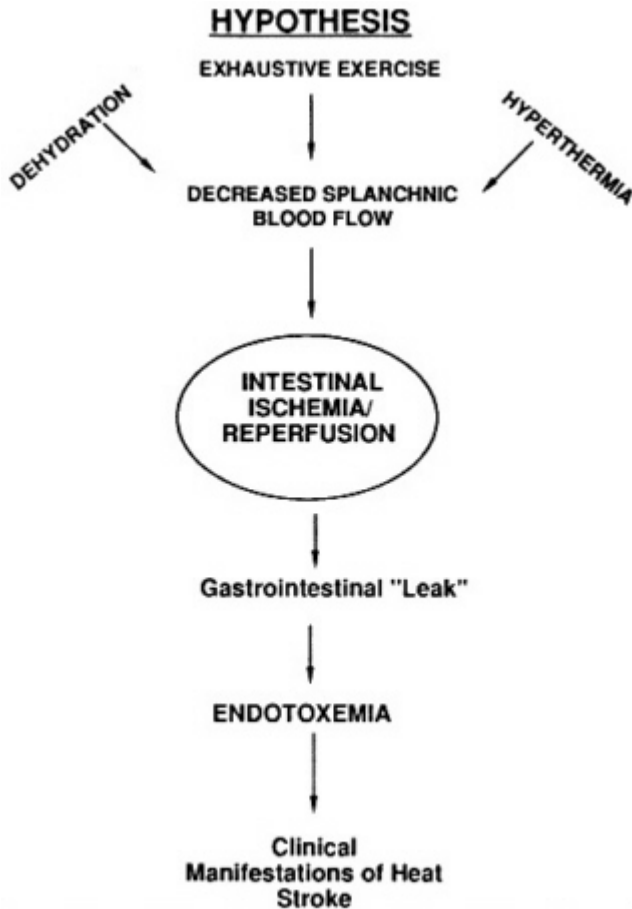 HYPOTHESIS
EXHAUSTIVE EXERCISE
DEHYDRATION
HYPERTHERMIA
DECREASED SPLANCHNIC
BLOOD FLOW
INTESTINAL
ISCHEMIA/
REPERFUSION
Gastrointestinal "Leak"
ENDOTOXEMIA
Clinical
Manifestations of Heat
Stroke